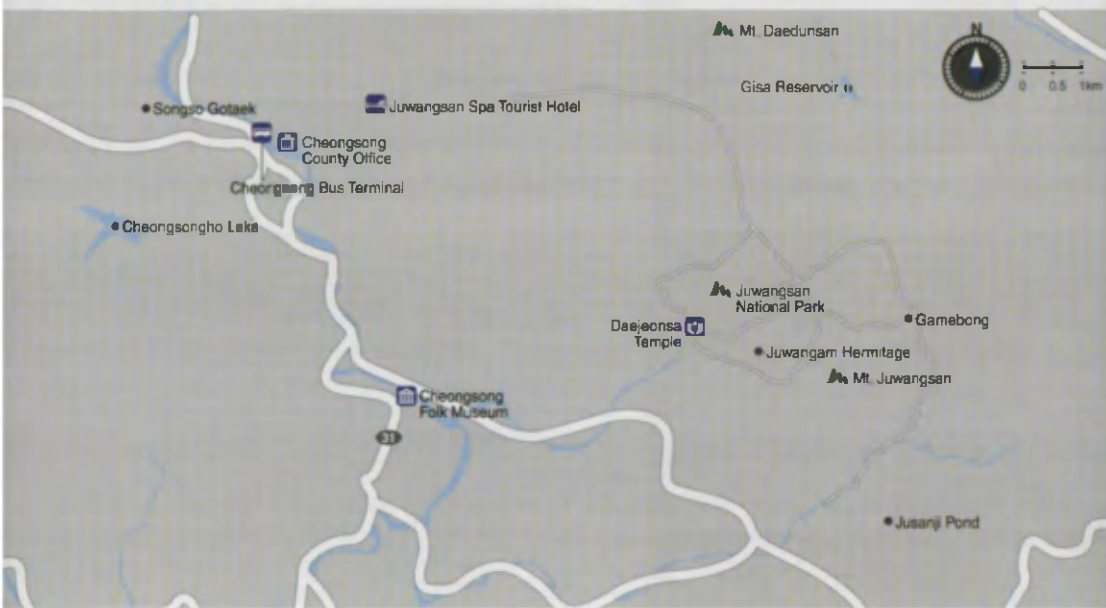 Mt. Daedunsan
N
Gisa Reservoir
0 0.5 1km
Songso Gotaek
Juwangsan Spa Tourist Hotel
Cheongsong
County Office
Cheongsong Bus Terminal
Cheongsongho Lake
Juwangsan
National Park
Daejeonsa
Temple
Gamebong
Juwangam Hermitage
Mt. Juwangsan
Cheongsong
Folk Museum
31
Jusanji Pond